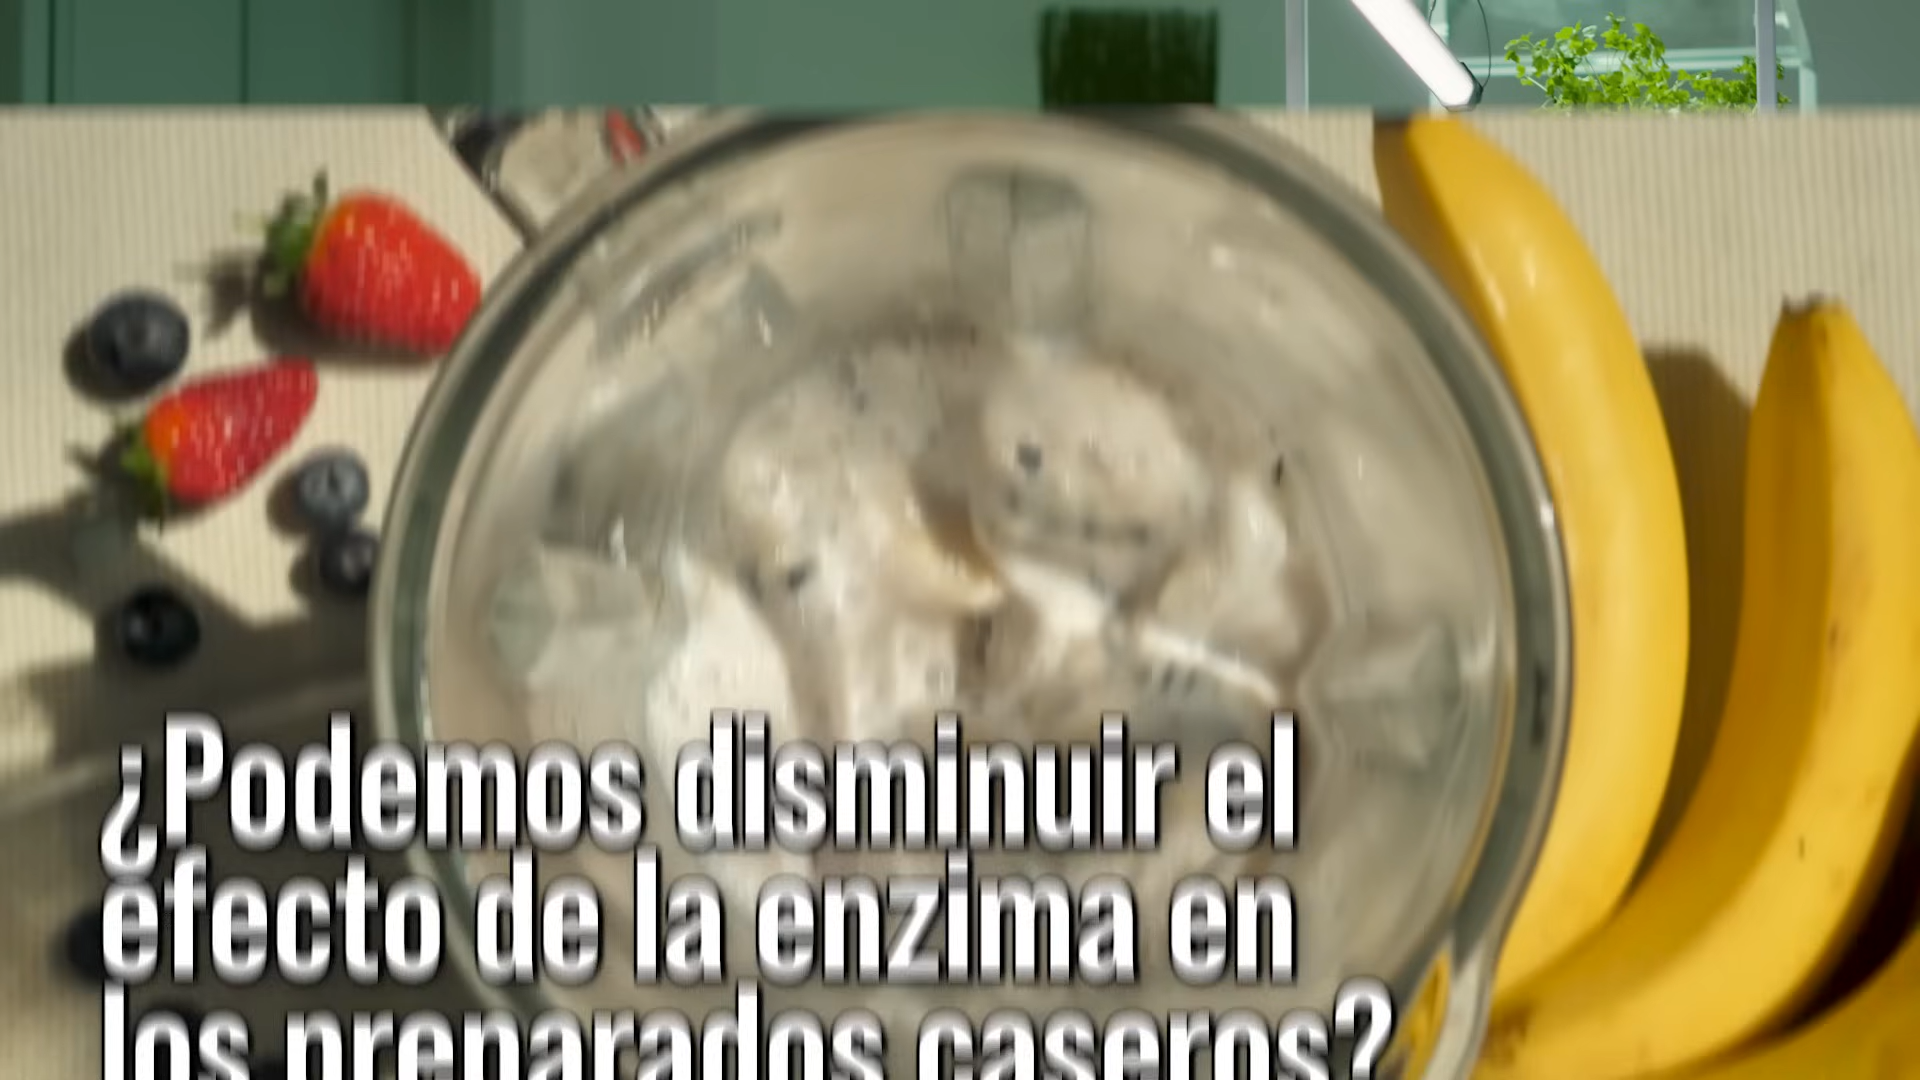 ¿Podemos disminuir el
efecto de la enzima en
los preparados caseros?